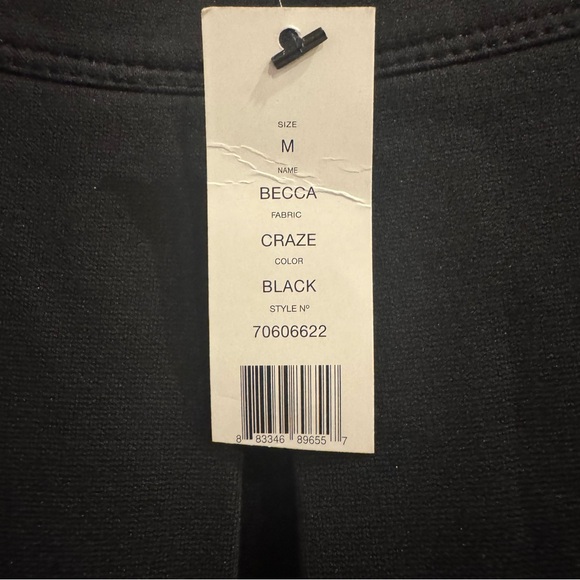 SIZE
M
NAME
BECCA
FABRIC
CRAZE
COLOR
BLACK
STYLE Nº
70606622
8 83346 89655 7